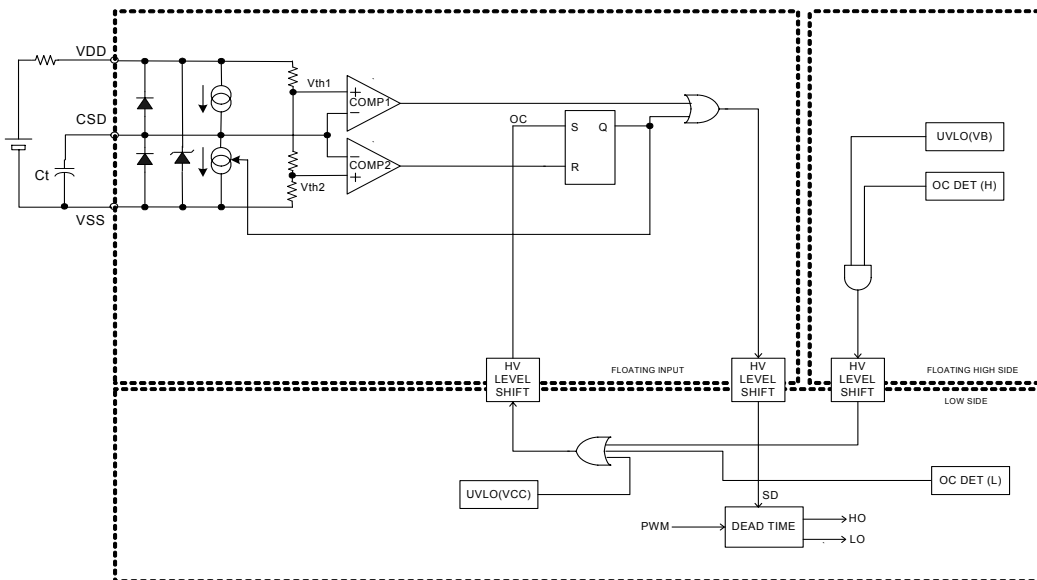 VDD
Vth1
COMP1
CSD
OC
S
Q
R
UVLO(VB)
COMP2
Ct
Vth2
OC DET (H)
VSS
HV
LEVEL
SHIFT
FLOATING INPUT
HV
LEVEL
SHIFT
HV
LEVEL
SHIFT
FLOATING HIGH SIDE
LOW SIDE
UVLO(VCC)
OC DET (L)
SD
PWM
DEAD TIME
HO
LO